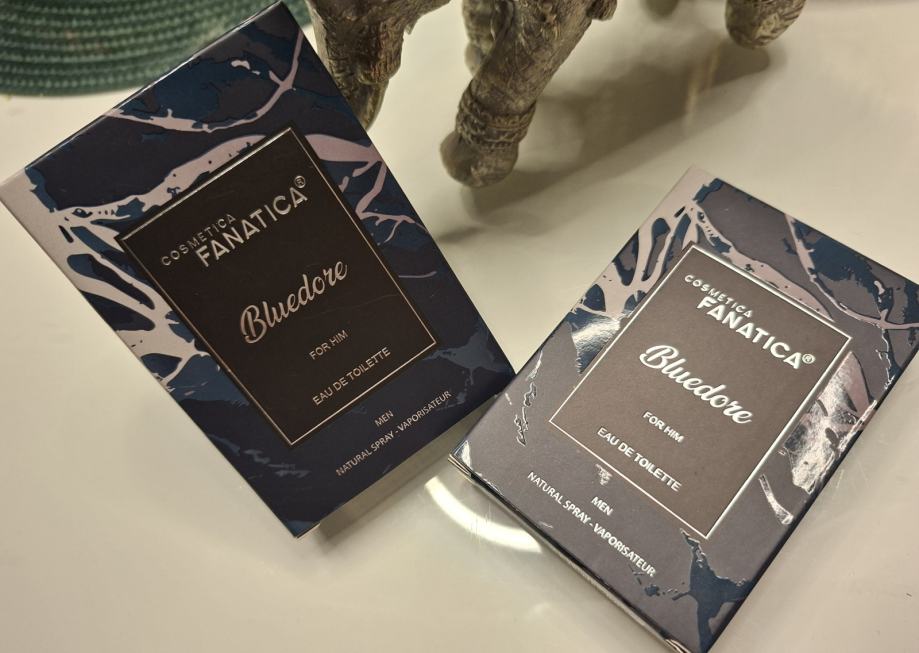 COSMETICA
FANATICA®
Bluedore
FOR HIM
EAU DE TOILETTE
MEN
NATURAL SPRAY - VAPORISATEUR
COSMETICA
FANATICA®
Bluedore
FOR HIM
EAU DE TOILETTE
MEN
NATURAL SPRAY - VAPORISATEUR